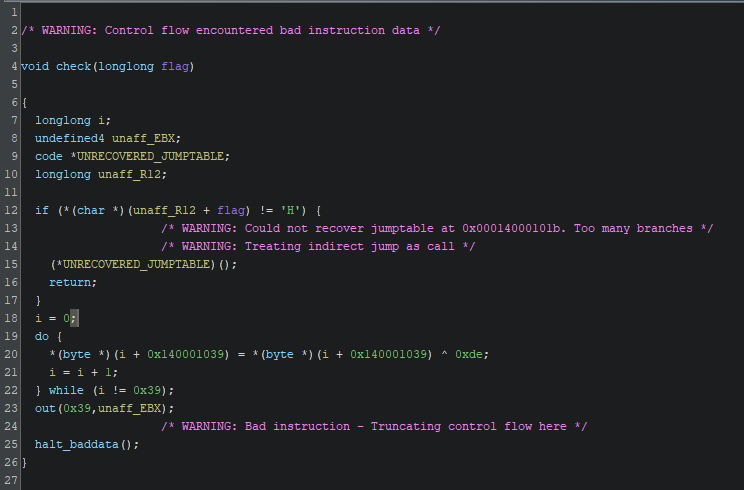 1
2 /* WARNING: Control flow encountered bad instruction data */
3
4 void check(longlong flag)
5
6 {
7   longlong i;
8   undefined4 unaff_EBX;
9   code *UNRECOVERED_JUMPTABLE;
10   longlong unaff_R12;
11
12   if (*(char *)(unaff_R12 + flag) != 'H') {
13                     /* WARNING: Could not recover jumptable at 0x00014000101b. Too many branches */
14                     /* WARNING: Treating indirect jump as call */
15     (*UNRECOVERED_JUMPTABLE)();
16     return;
17   }
18   i = 0;
19   do {
20     *(byte *)(i + 0x140001039) = *(byte *)(i + 0x140001039) ^ 0xde;
21     i = i + 1;
22   } while (i != 0x39);
23   out(0x39,unaff_EBX);
24                     /* WARNING: Bad instruction - Truncating control flow here */
25   halt_baddata();
26 }
27